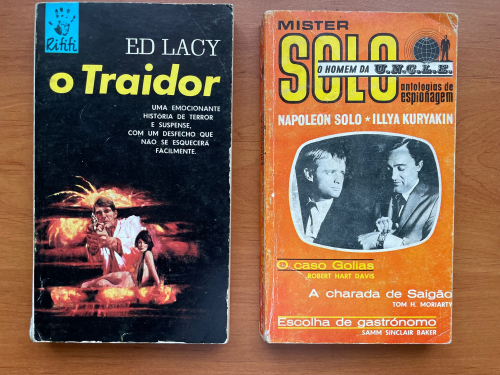 Rififi
ED LACY
o Traidor
UMA EMOCIONANTE
HISTÓRIA DE TERROR
E SUSPENSE,
COM UM DESFECHO QUE
NÃO SE ESQUECERÁ
FACILMENTE.
MISTER
SOLO
O HOMEM DA U.N.C.L.E.
antologias de
espionagem
NAPOLEON SOLO ★ ILLYA KURYAKIN
o caso Golias
ROBERT HART DAVIS
A charada de Saigão
TOM H. MORIARTY
Escolha de gastrónomo
SAMM SINCLAIR BAKER